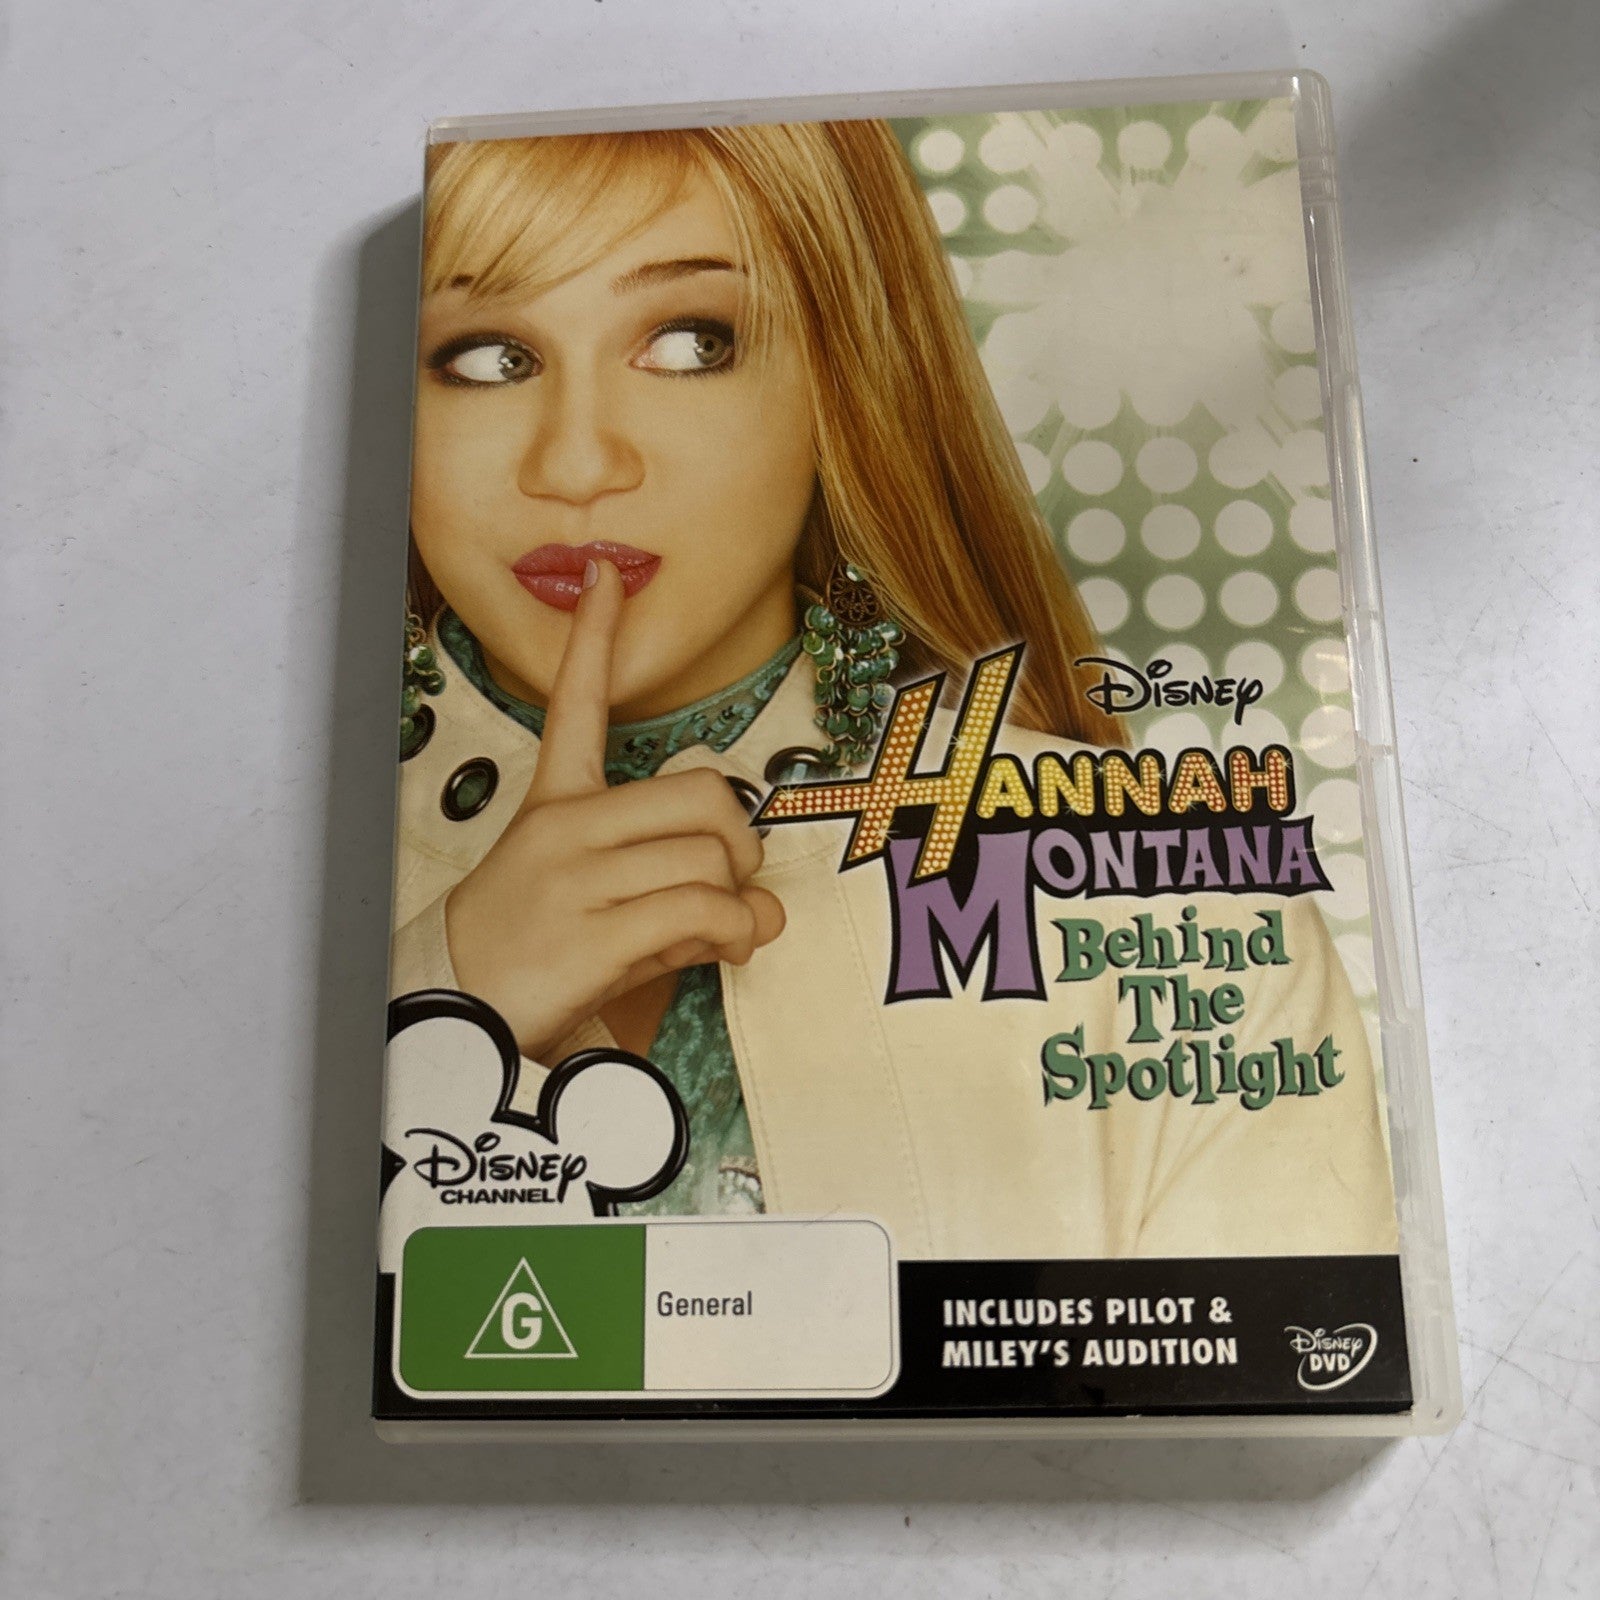 Disney
HANNAH
MONTANA
Behind
The
Spotlight
Disney
CHANNEL
G
General
INCLUDES PILOT &
MILEY'S AUDITION
Disney
DVD